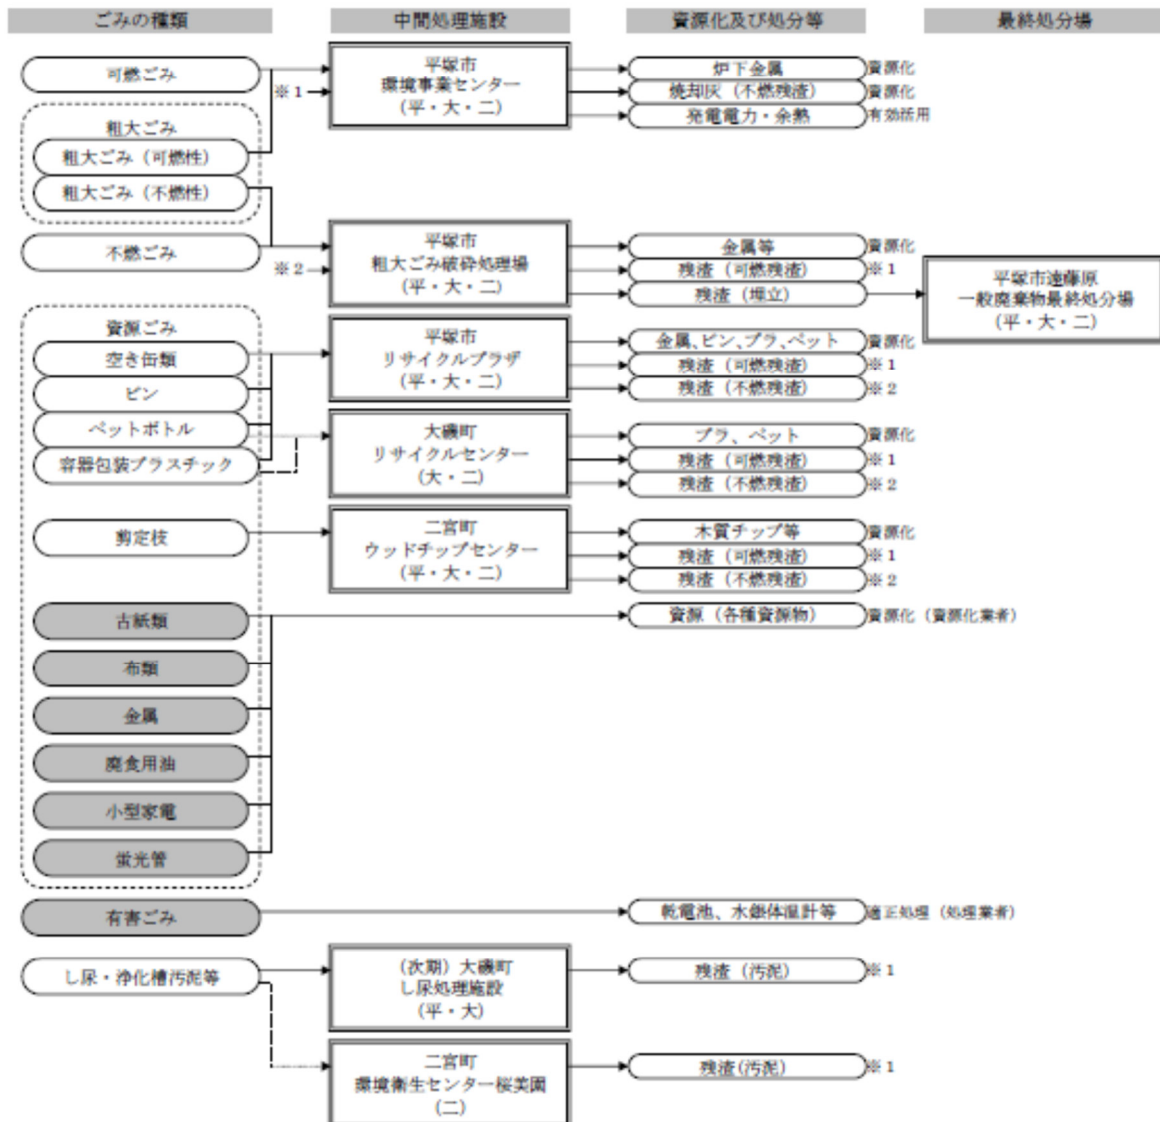 ごみの種類
中間処理施設
資源化及び処分等
最終処分場
可燃ごみ
※1
平塚市
環境事業センター
(平・大・二)
炉下金属
資源化
焼却灰(不燃残渣)
資源化
発電電力・余熱
有効活用
粗大ごみ
粗大ごみ(可燃性)
粗大ごみ(不燃性)
不燃ごみ
※2
平塚市
粗大ごみ破砕処理場
(平・大・二)
金属等
資源化
残渣(可燃残渣)
※1
残渣(埋立)
平塚市遠藤原
一般廃棄物最終処分場
(平・大・二)
資源ごみ
空き缶類
ビン
ペットボトル
容器包装プラスチック
平塚市
リサイクルプラザ
(平・大・二)
金属、ビン、プラ、ペット
資源化
残渣(可燃残渣)
※1
残渣(不燃残渣)
※2
大磯町
リサイクルセンター
(大・二)
プラ、ペット
資源化
残渣(可燃残渣)
※1
残渣(不燃残渣)
※2
剪定枝
二宮町
ウッドチップセンター
(平・大・二)
木質チップ等
資源化
残渣(可燃残渣)
※1
残渣(不燃残渣)
※2
古紙類
布類
金属
廃食用油
小型家電
蛍光管
資源(各種資源物)
資源化(資源化業者)
有害ごみ
乾電池、水銀体温計等
適正処理(処理業者)
し尿・浄化槽汚泥等
(次期)大磯町
し尿処理施設
(平・大)
残渣(汚泥)
※1
二宮町
環境衛生センター桜美園
(二)
残渣(汚泥)
※1